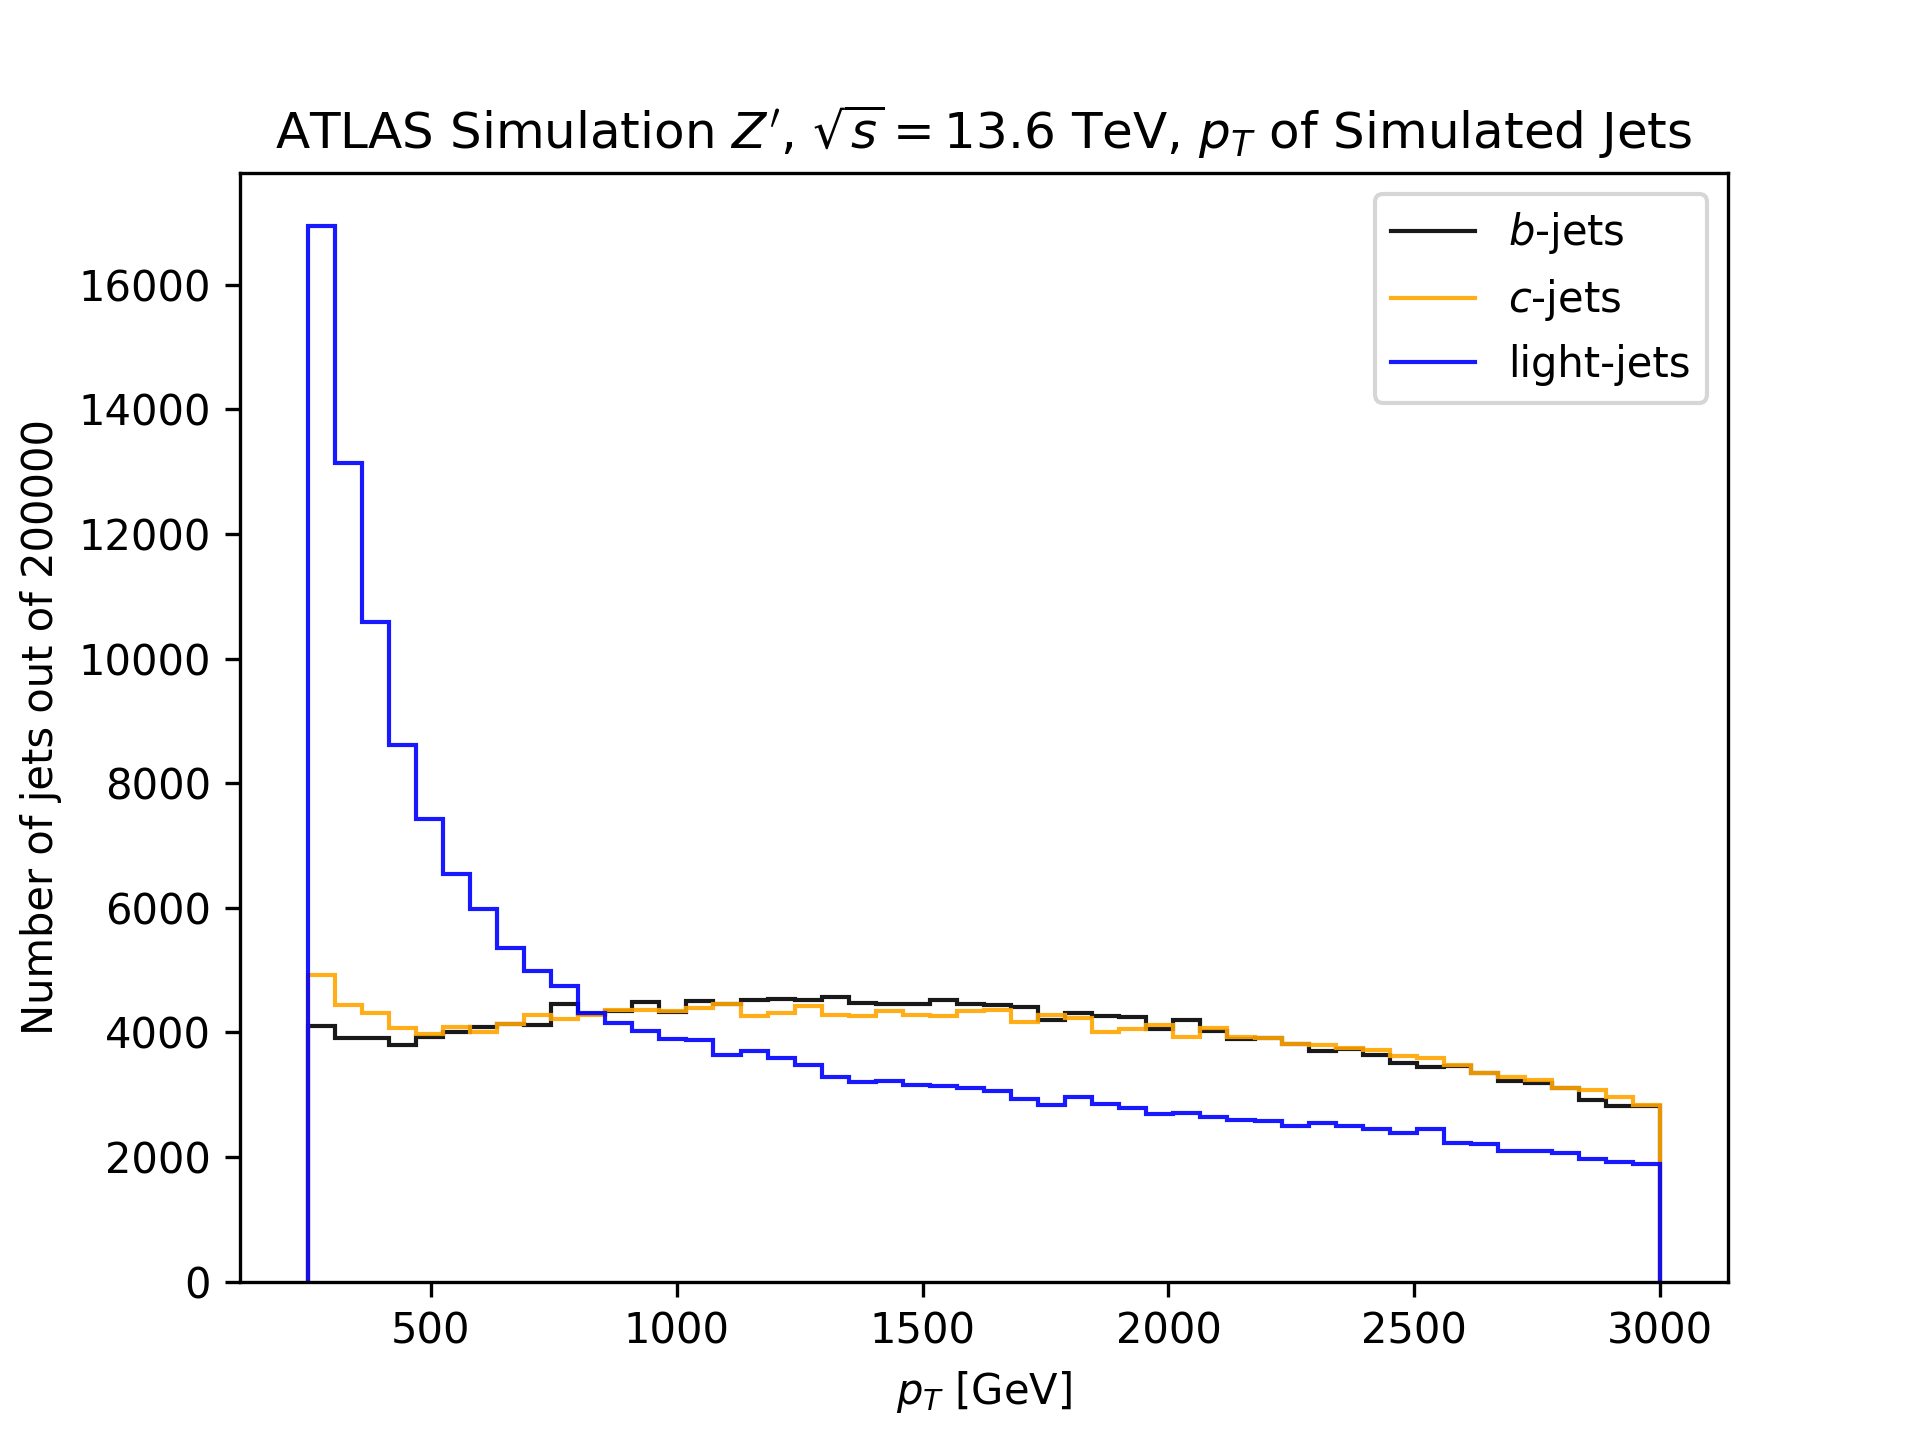 ATLAS Simulation Z′, √s = 13.6 TeV, p_T of Simulated Jets
b-jets
c-jets
light-jets
Number of jets out of 200000
16000
14000
12000
10000
8000
6000
4000
2000
0
500 1000 1500 2000 2500 3000
p_T [GeV]